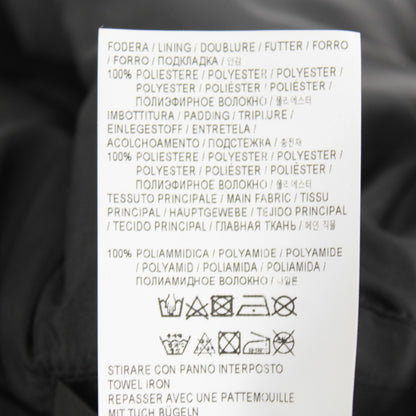 FODERA / LINING / DOUBLURE / FUTTER / FORRO
/ FORRO / ПОДКЛАДКА / 안감
100% POLIESTERE / POLYESTER / POLYESTER
/ POLYESTER / POLIÉSTER / POLIÉSTER /
ПОЛИЭФИРНОЕ ВОЛОКНО / 폴리에스터
IMBOTTITURA / PADDING / TRIPLURE /
EINLEGESTOFF / ENTRETELA /
ACOLCHOAMENTO / ПОДСТЕЖКА / 충전재
100% POLIESTERE / POLYESTER / POLYESTER
/ POLYESTER / POLIÉSTER / POLIÉSTER /
ПОЛИЭФИРНОЕ ВОЛОКНО / 폴리에스터
TESSUTO PRINCIPALE / MAIN FABRIC / TISSU
PRINCIPAL / HAUPTGEWEBE / TEJIDO PRINCIPAL
/ TECIDO PRINCIPAL / ГЛАВНАЯ ТКАНЬ / 메인 직물
100% POLIAMMIDICA / POLYAMIDE / POLYAMIDE
/ POLYAMID / POLIAMIDA / POLIAMIDA /
ПОЛИАМИДНОЕ ВОЛОКНО / 나일론
STIRARE CON PANNO INTERPOSTO
TOWEL IRON
REPASSER AVEC UNE PATTEMOUILLE
MIT TUCH BÜGELN